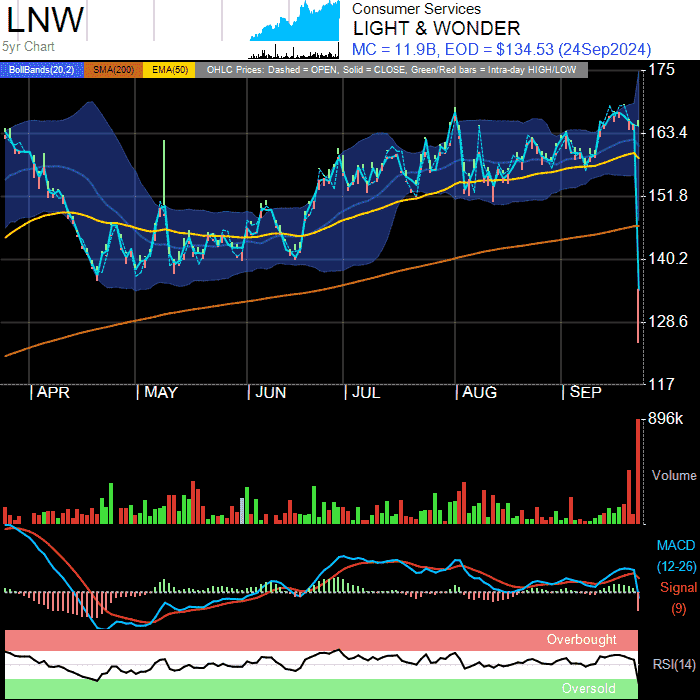 LNW
5yr Chart
Consumer Services
LIGHT & WONDER
MC = 11.9B, EOD = $134.53 (24Sep2024)
BollBands(20,2) SMA(200) EMA(50) OHLC Prices: Dashed = OPEN, Solid = CLOSE, Green/Red bars = Intra-day HIGH/LOW
175
163.4
151.8
140.2
128.6
117
APR MAY JUN JUL AUG SEP
896k
Volume
MACD
(12-26)
Signal
(9)
Overbought
RSI(14)
Oversold